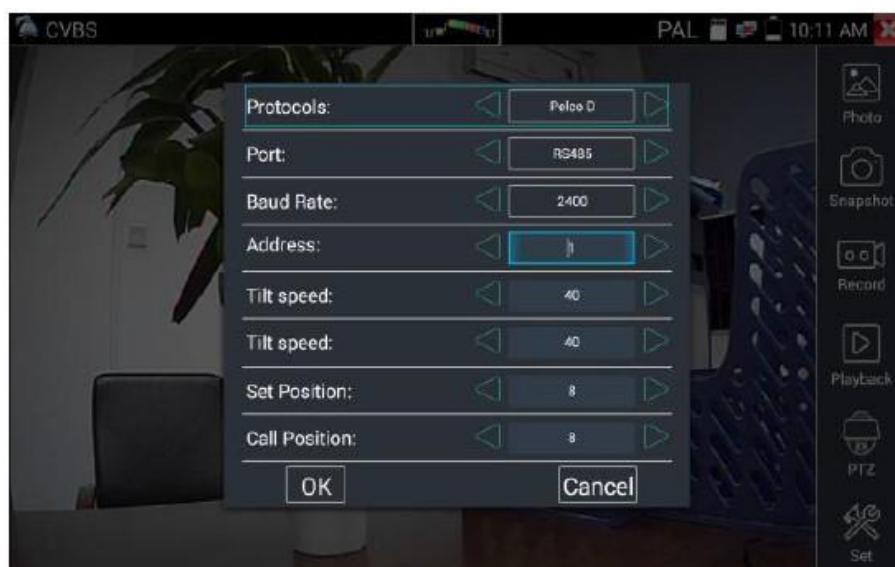 CVBS PAL 10:11 AM
Protocols: Pelco D
Port: RS485
Baud Rate: 2400
Address: 1
Tilt speed: 40
Tilt speed: 40
Set Position: 8
Call Position: 8
OK Cancel
Photo
Snapshot
Record
Playback
PTZ
Set